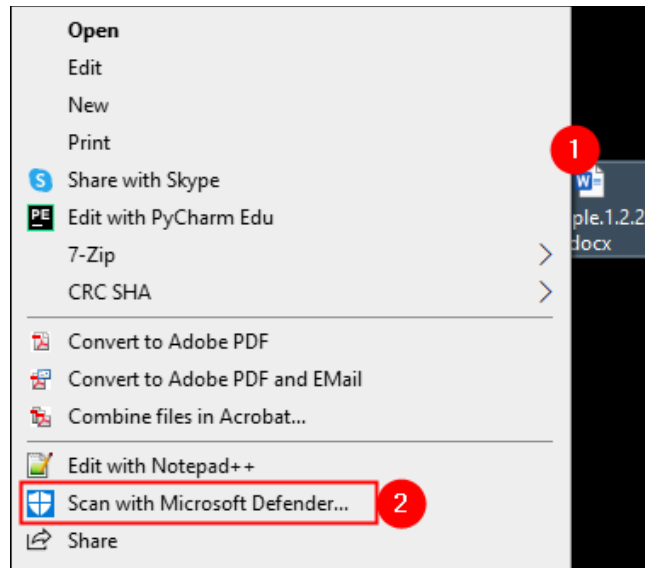 Open
Edit
New
Print
1
Share with Skype
Edit with PyCharm Edu
ple.1.2.2
7-Zip
docx
CRC SHA
Convert to Adobe PDF
Convert to Adobe PDF and EMail
Combine files in Acrobat...
Edit with Notepad++
Scan with Microsoft Defender...
2
Share